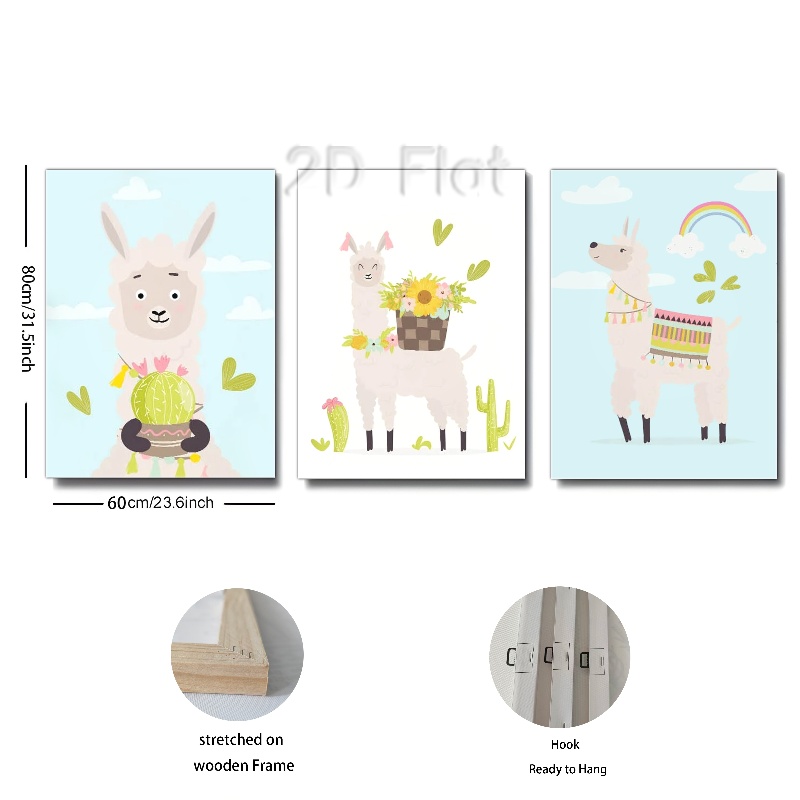 2D Flat
80cm/31.5inch
60cm/23.6inch
stretched on
wooden Frame
Hook
Ready to Hang